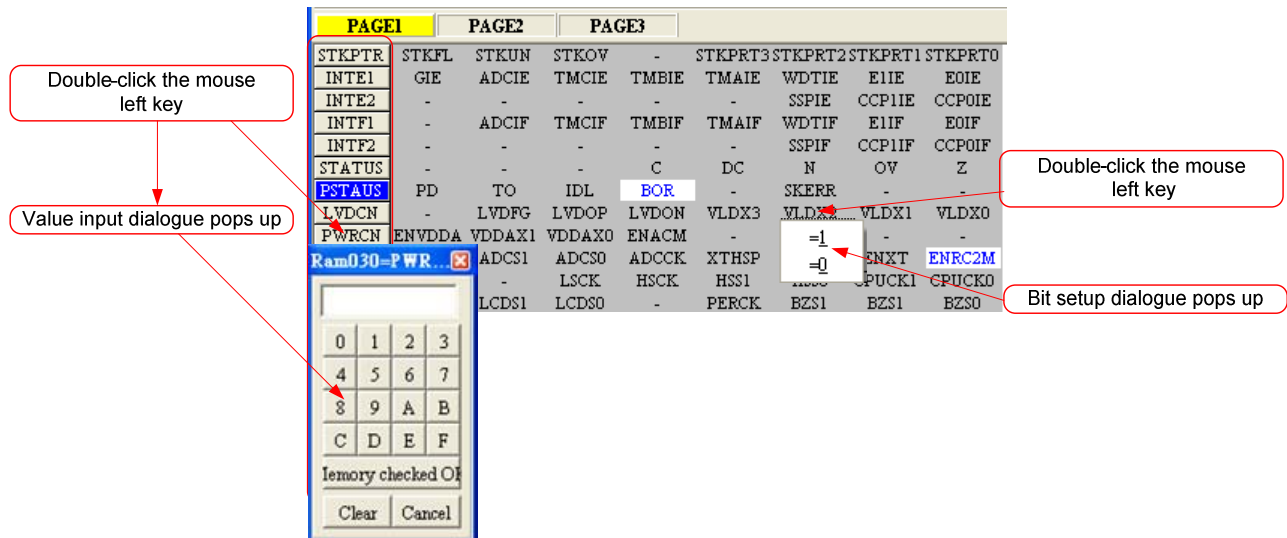 PAGE1 PAGE2 PAGE3
STKPTR STKFL STKUN STKOV - STKPRT3 STKPRT2 STKPRT1 STKPRT0
INTE1 GIE ADCIE TMCIE TMBIE TMAIE WDTIE E1IE E0IE
INTE2 - - - - - SSPIE CCP1IE CCP0IE
INTF1 - ADCIF TMCIF TMBIF TMAIF WDTIF E1IF E0IF
INTF2 - - - - - SSPIF CCP1IF CCP0IF
STATUS - - - C DC N OV Z
PSTAUS PD TO IDL BOR - SKERR - -
LVDCN - LVDFG LVDOP LVDON VLDX3 VLDX2 VLDX1 VLDX0
PWRCN ENVDDA VDDAX1 VDDAX0 ENACM - - -
ADCS1 ADCS0 ADCCK XTHSP ENXT ENRC2M
- LSCK HSCK HSS1 HSS0 CPUCK1 CPUCK0
LCDS1 LCDS0 - PERCK BZS1 BZS1 BZS0
Double-click the mouse
left key
Value input dialogue pops up
Double-click the mouse
left key
=1
=0
Bit setup dialogue pops up
Ram030=PWR...
0 1 2 3
4 5 6 7
8 9 A B
C D E F
emory checked O
Clear Cancel